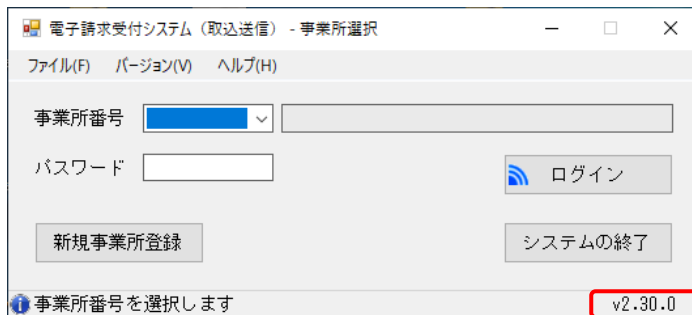 電子請求受付システム（取込送信） - 事業所選択
ファイル(F) バージョン(V) ヘルプ(H)
事業所番号
パスワード
ログイン
新規事業所登録
システムの終了
事業所番号を選択します
v2.30.0